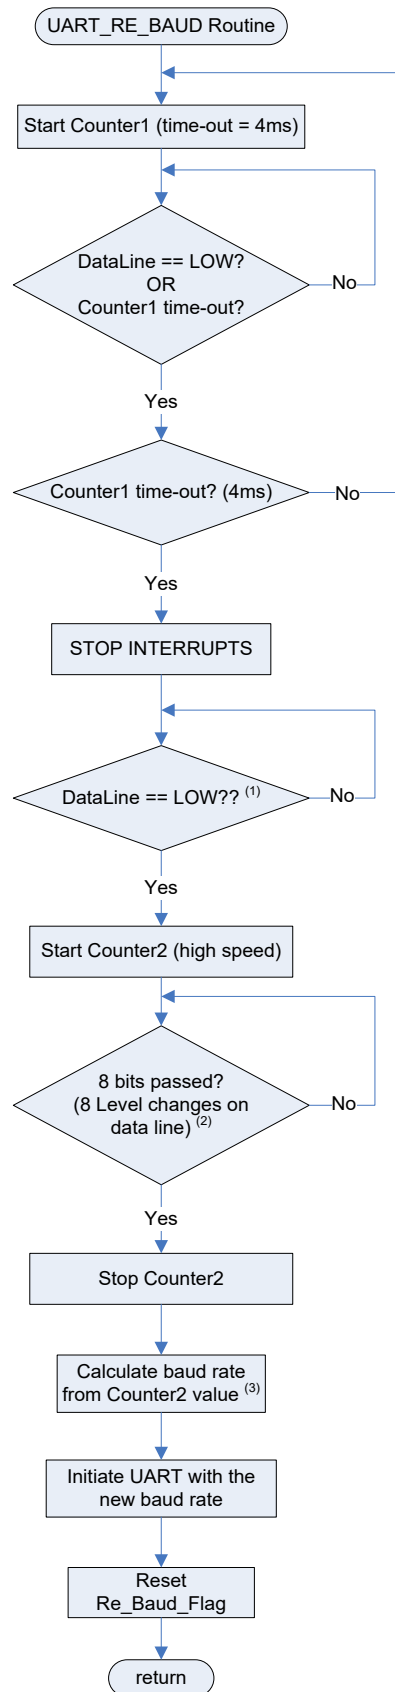 UART_RE_BAUD Routine
Start Counter1 (time-out = 4ms)
DataLine == LOW?
OR
Counter1 time-out?
No
Yes
Counter1 time-out? (4ms)
No
Yes
STOP INTERRUPTS
DataLine == LOW?? (1)
No
Yes
Start Counter2 (high speed)
8 bits passed?
(8 Level changes on
data line) (2)
No
Yes
Stop Counter2
Calculate baud rate
from Counter2 value (3)
Initiate UART with the
new baud rate
Reset
Re_Baud_Flag
return